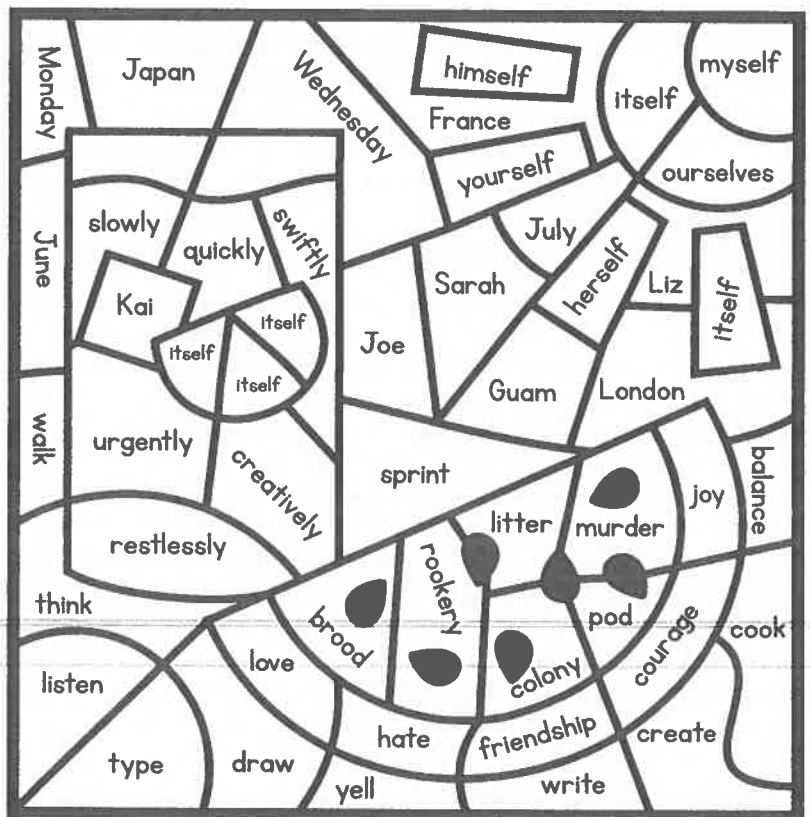 Monday
Japan
Wednesday
himself
France
itself
myself
yourself
ourselves
June
slowly
quickly
swiftly
Kai
itself
itself
itself
Joe
Sarah
July
herself
Liz
itself
Guam
London
walk
urgently
creatively
restlessly
sprint
litter
murder
joy
balance
think
brood
rookery
colony
pod
courage
cook
listen
love
hate
friendship
create
type
draw
yell
write